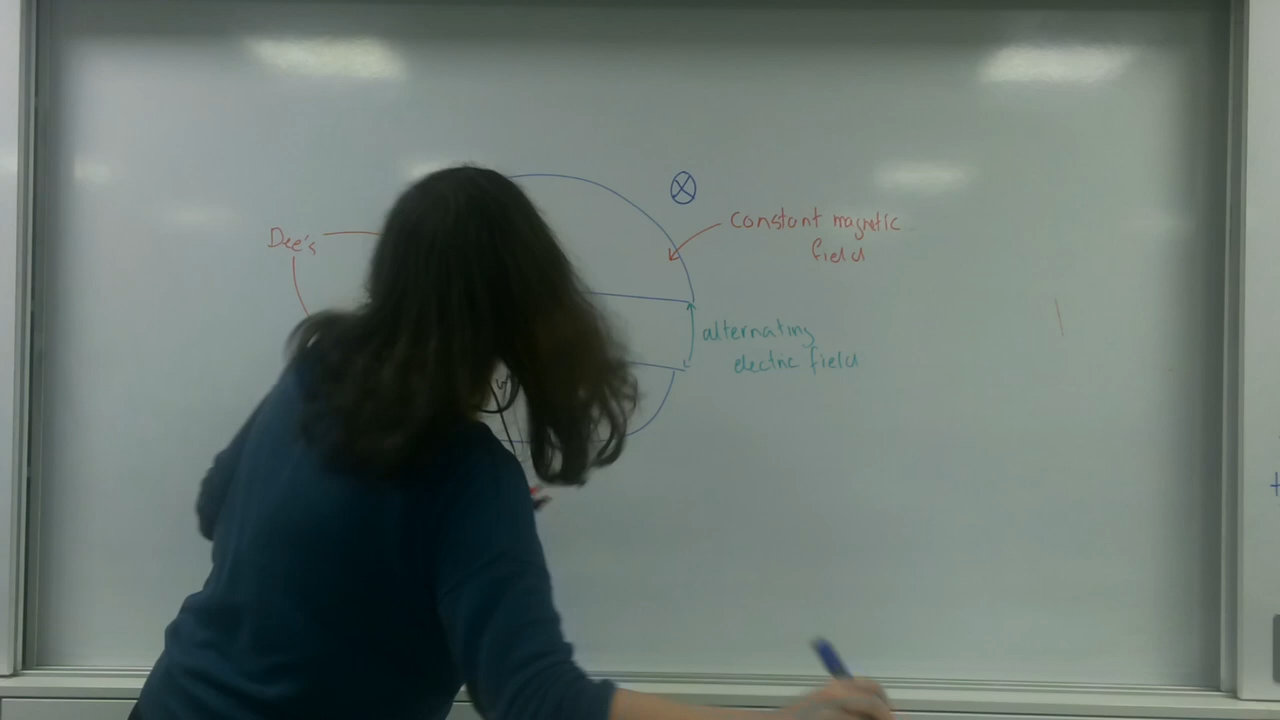 Dee's
constant magnetic
field
alternating
electric field